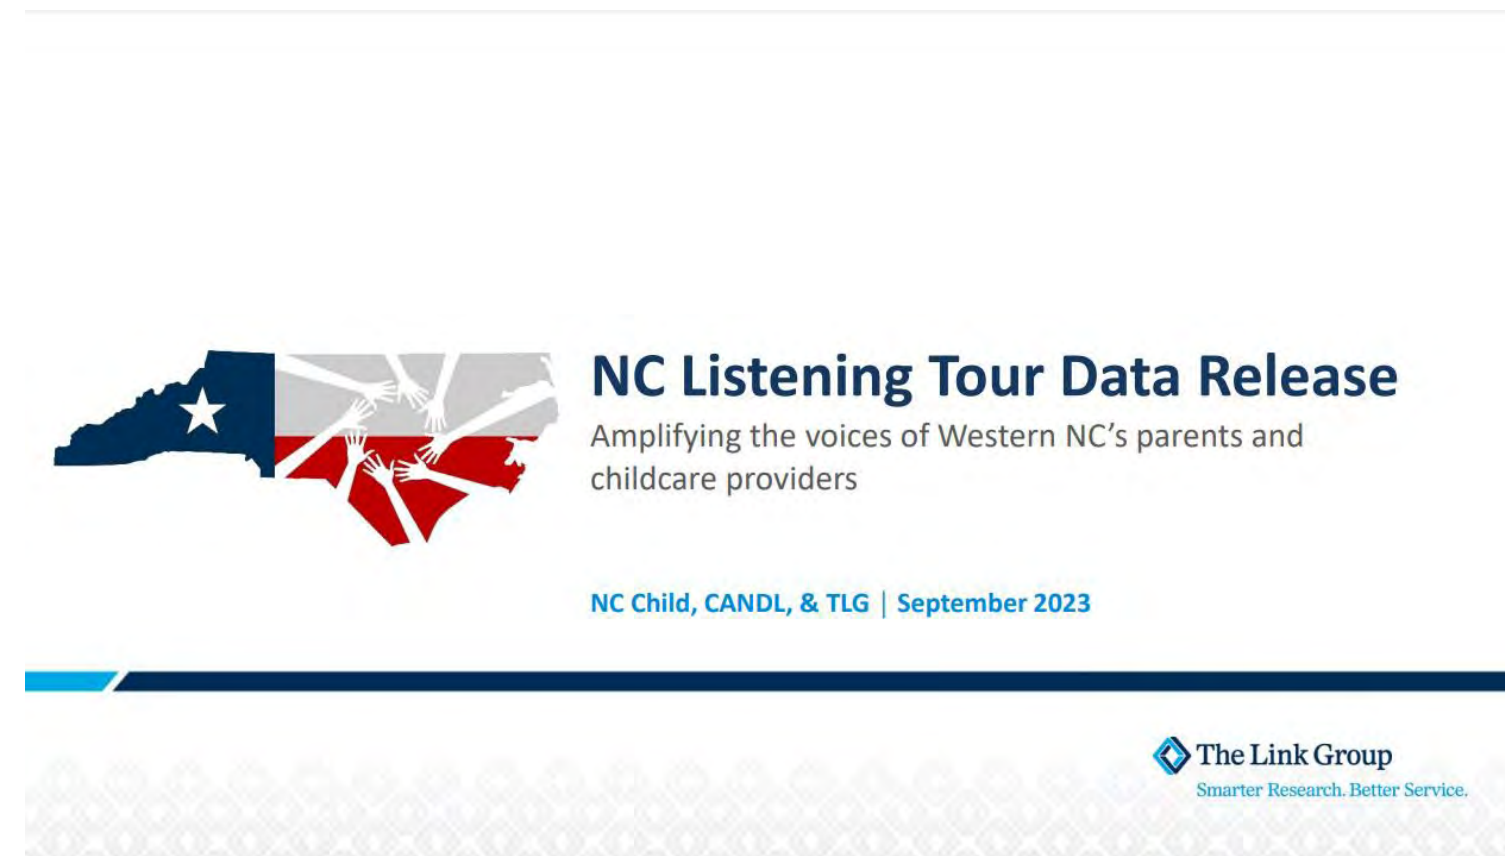 NC Listening Tour Data Release
Amplifying the voices of Western NC's parents and
childcare providers
NC Child, CANDL, & TLG | September 2023
The Link Group
Smarter Research. Better Service.